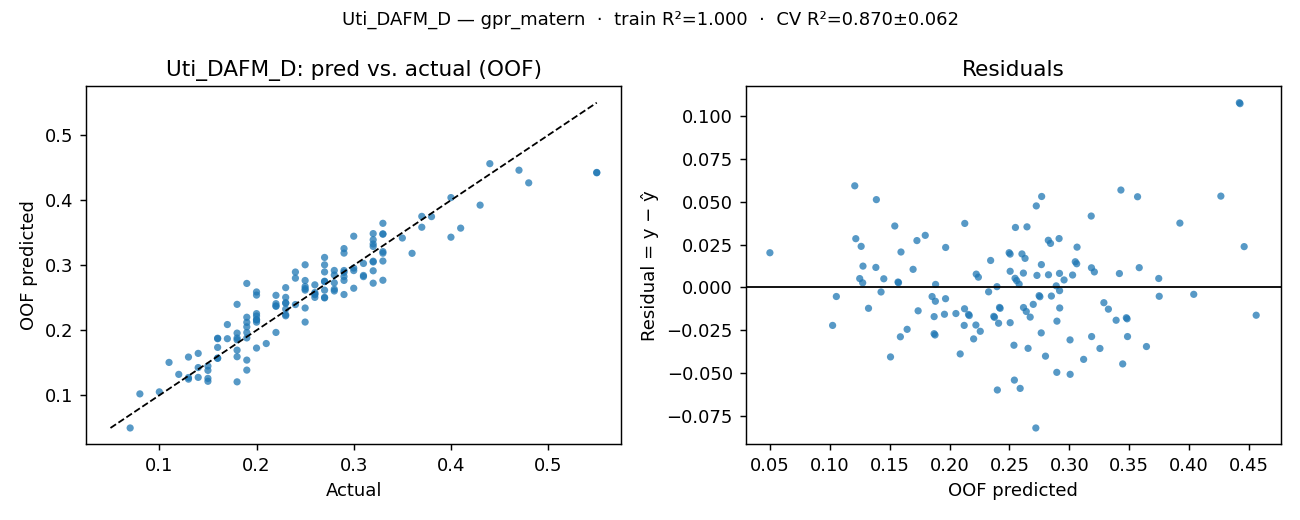 Uti_DAFM_D — gpr_matern · train R²=1.000 · CV R²=0.870±0.062
Uti_DAFM_D: pred vs. actual (OOF)
OOF predicted
0.5
0.4
0.3
0.2
0.1
0.1 0.2 0.3 0.4 0.5
Actual
Residuals
Residual = y − ŷ
0.100
0.075
0.050
0.025
0.000
−0.025
−0.050
−0.075
0.05 0.10 0.15 0.20 0.25 0.30 0.35 0.40 0.45
OOF predicted